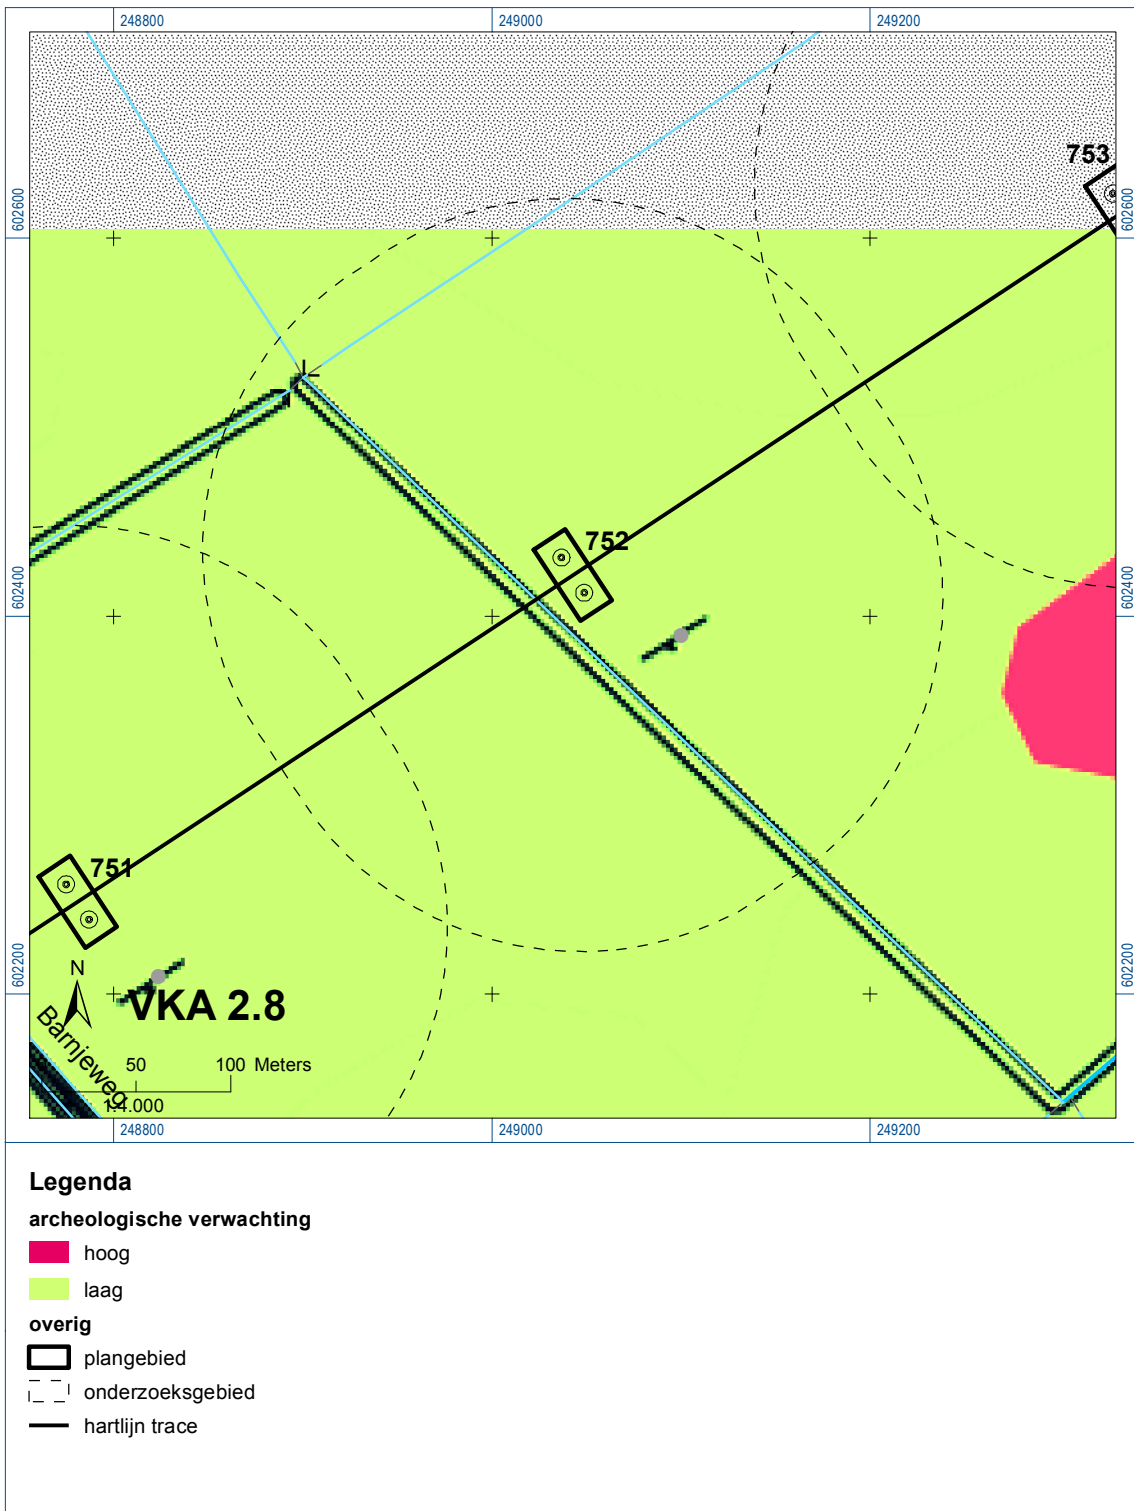 248800 249000 249200
753
602600 602600
752
602400 602400
751
602200 602200
N
VKA 2.8
Barnjeweg
50 100 Meters
1:4.000
248800 249000 249200
Legenda
archeologische verwachting
hoog
laag
overig
plangebied
onderzoeksgebied
hartlijn trace